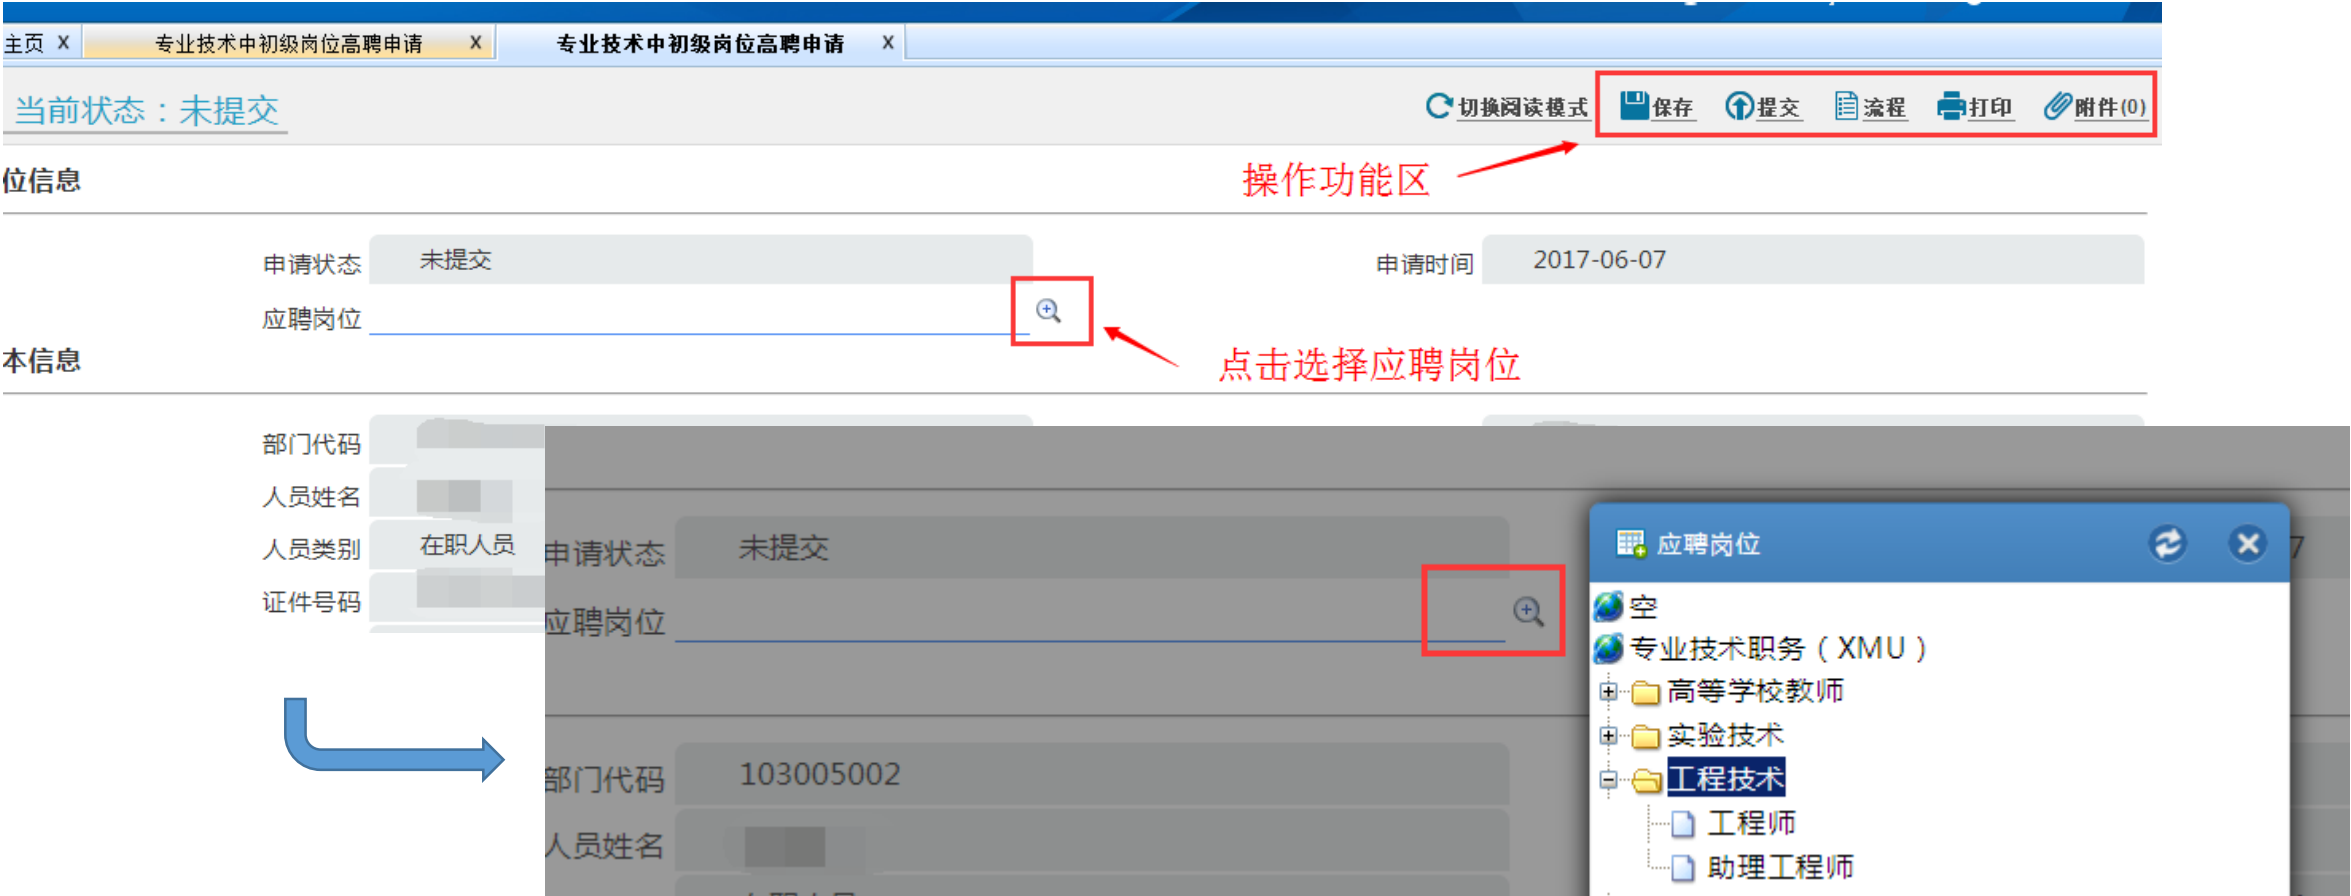 主页 X 专业技术中初级岗位高聘申请 X 专业技术中初级岗位高聘申请 X
当前状态：未提交 切换阅读模式 保存 提交 流程 打印 附件(0)
操作功能区
位信息
申请状态 未提交 申请时间 2017-06-07
应聘岗位
点击选择应聘岗位
本信息
部门代码
人员姓名
人员类别 在职人员
证件号码
申请状态 未提交 7
应聘岗位
部门代码 103005002
人员姓名
应聘岗位
空
专业技术职务（XMU）
高等学校教师
实验技术
工程技术
工程师
助理工程师